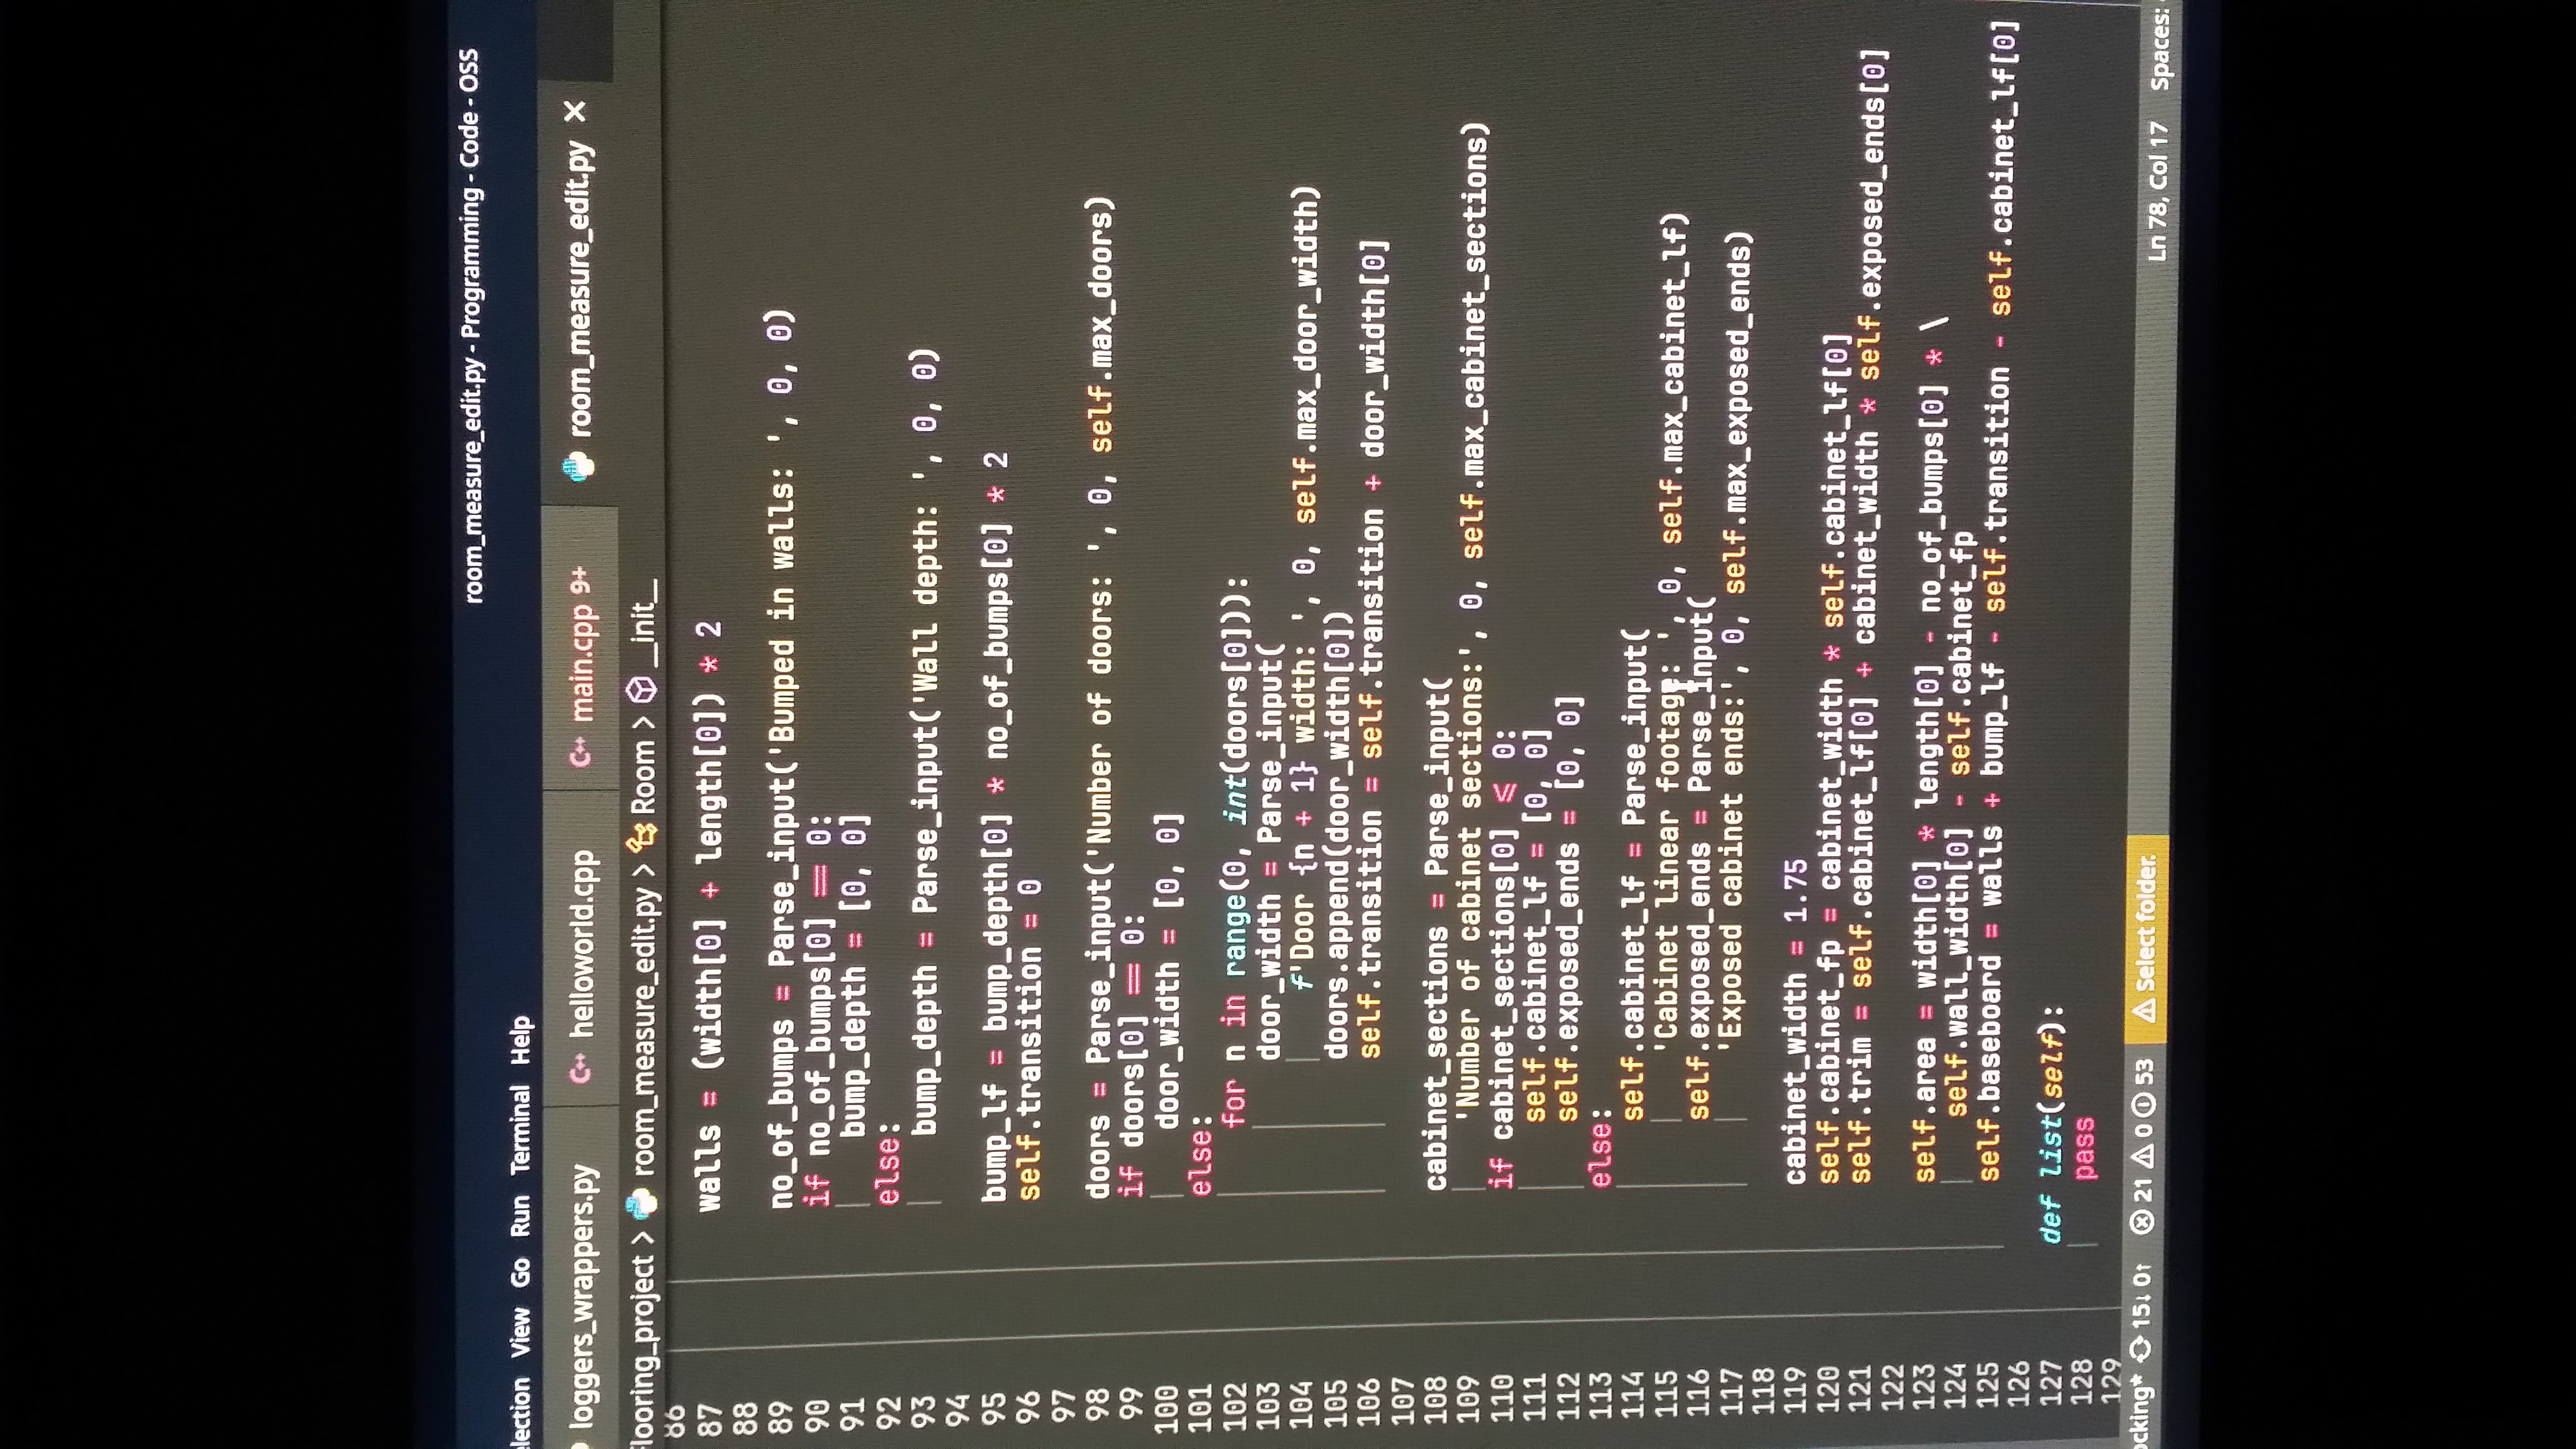 room_measure_edit.py - Programming - Code - OSS
lection View Go Run Terminal Help
loggers_wrappers.py C++ helloworld.cpp C++ main.cpp 9+ room_measure_edit.py ×
looring_project > room_measure_edit.py > Room > __init__
86
87 walls = (width[0] + length[0]) * 2
88
89 no_of_bumps = Parse_input('Bumped in walls: ', 0, 0)
90 if no_of_bumps[0] == 0:
91 bump_depth = [0, 0]
92 else:
93 bump_depth = Parse_input('Wall depth: ', 0, 0)
94
95 bump_lf = bump_depth[0] * no_of_bumps[0] * 2
96 self.transition = 0
97
98 doors = Parse_input('Number of doors: ', 0, self.max_doors)
99 if doors[0] == 0:
100 door_width = [0, 0]
101 else:
102 for n in range(0, int(doors[0])):
103 door_width = Parse_input(
104 f'Door {n + 1} width: ', 0, self.max_door_width)
105 doors.append(door_width[0])
106 self.transition = self.transition + door_width[0]
107
108 cabinet_sections = Parse_input(
109 'Number of cabinet sections:', 0, self.max_cabinet_sections)
110 if cabinet_sections[0] ≤ 0:
111 self.cabinet_lf = [0, 0]
112 self.exposed_ends = [0, 0]
113 else:
114 self.cabinet_lf = Parse_input(
115 'Cabinet linear footage: ', 0, self.max_cabinet_lf)
116 self.exposed_ends = Parse_input(
117 'Exposed cabinet ends:', 0, self.max_exposed_ends)
118
119 cabinet_width = 1.75
120 self.cabinet_fp = cabinet_width * self.cabinet_lf[0]
121 self.trim = self.cabinet_lf[0] + cabinet_width * self.exposed_ends[0]
122
123 self.area = width[0] * length[0] - no_of_bumps[0] * \
124 self.wall_width[0] - self.cabinet_fp
125 self.baseboard = walls + bump_lf - self.transition - self.cabinet_lf[0]
126
127 def list(self):
128 pass
129
ocking* 15↓ 0↑ 21 0 53 Select folder. Ln 78, Col 17 Spaces: